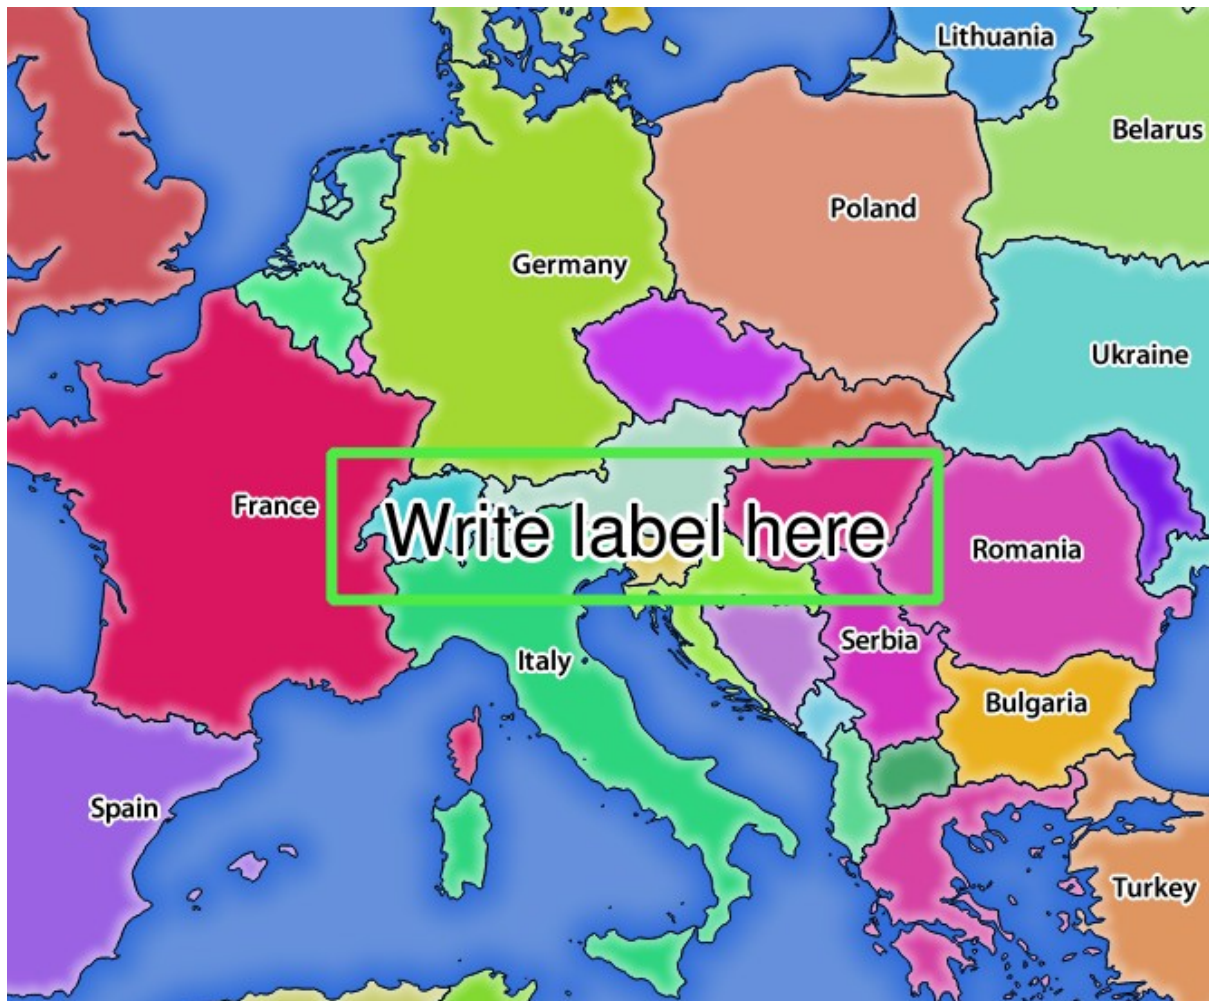 Lithuania
Belarus
Poland
Germany
Ukraine
France
Write label here
Romania
Serbia
Italy
Bulgaria
Spain
Turkey